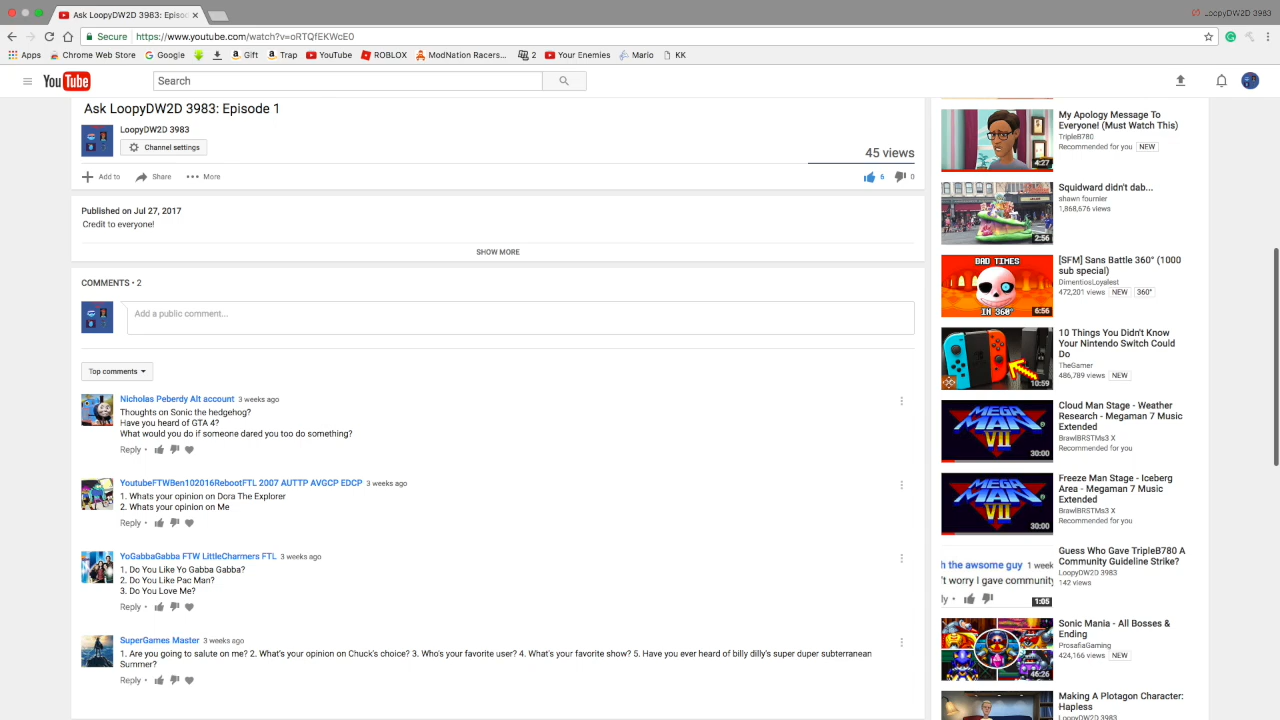 Ask LoopyDW2D 3983: Episod
LoopyDW2D 3983
Secure
https://www.youtube.com/watch?v=oRTQfEKWcE0
Apps
Chrome Web Store
Google
Gift
Trap
YouTube
ROBLOX
ModNation Racers...
2
Your Enemies
Mario
KK
YouTube
Search
Ask LoopyDW2D 3983: Episode 1
LoopyDW2D 3983
Channel settings
45 views
Add to
Share
More
6
0
Published on Jul 27, 2017
Credit to everyone!
SHOW MORE
COMMENTS • 2
Add a public comment...
Top comments
Nicholas Peberdy Alt account 3 weeks ago
Thoughts on Sonic the hedgehog?
Have you heard of GTA 4?
What would you do if someone dared you too do something?
Reply •
YoutubeFTWBen102016RebootFTL 2007 AUTTP AVGCP EDCP 3 weeks ago
1. Whats your opinion on Dora The Explorer
2. Whats your opinion on Me
Reply •
YoGabbaGabba FTW LittleCharmers FTL 3 weeks ago
1. Do You Like Yo Gabba Gabba?
2. Do You Like Pac Man?
3. Do You Love Me?
Reply •
SuperGames Master 3 weeks ago
1. Are you going to salute on me? 2. What's your opinion on puck's choice? 3. Who's your favorite user? 4. What's your favorite show? 5. Have you ever heard of billy dilly's super duper subterranean
Summer?
Reply •
My Apology Message To
Everyone! (Must Watch This)
TripleB780
Recommended for you NEW
4:27
Squidward didn't dab...
shawn fournier
1,868,676 views
2:56
[SFM] Sans Battle 360° (1000
sub special)
DimentiosLoyalest
472,201 views NEW 360°
BAD TIMES
IN 360°
6:56
10 Things You Didn't Know
Your Nintendo Switch Could
Do
TheGamer
486,789 views NEW
10:59
Cloud Man Stage - Weather
Research - Megaman 7 Music
Extended
BrawlBRSTMs3 X
Recommended for you
MEGA
MAN
VII
30:00
Freeze Man Stage - Iceberg
Area - Megaman 7 Music
Extended
BrawlBRSTMs3 X
Recommended for you
MEGA
MAN
VII
30:00
Guess Who Gave TripleB780 A
Community Guideline Strike?
LoopyDW2D 3983
142 views
h the awsome guy 1 week
't worry I gave community
ly •
1:05
Sonic Mania - All Bosses &
Ending
ProsafiaGaming
424,166 views NEW
46:26
Making A Plotagon Character:
Hapless
LoopyDW2D 3983